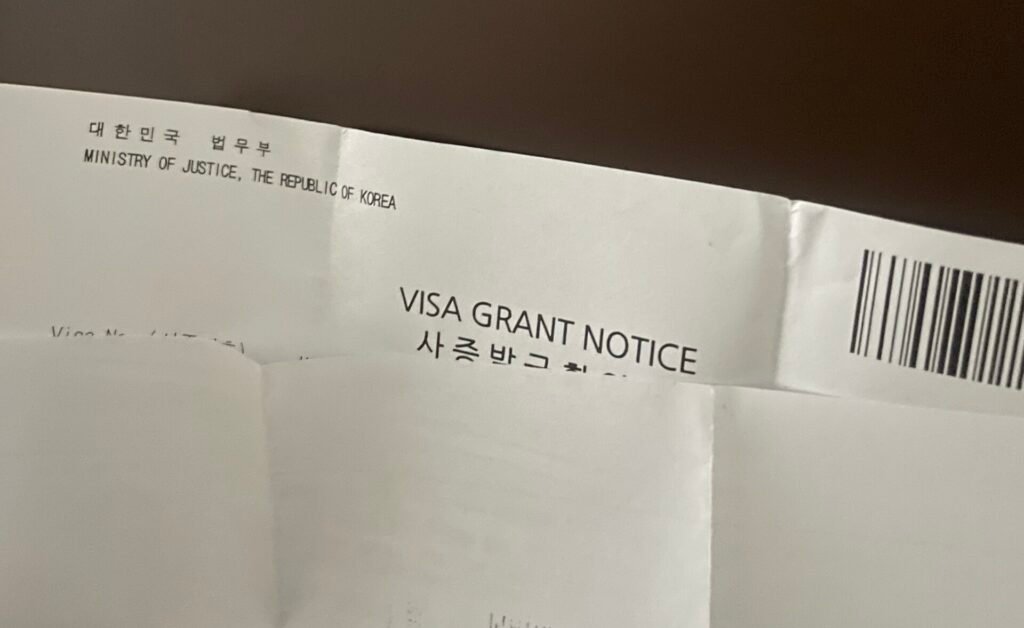 대한민국 법무부
MINISTRY OF JUSTICE, THE REPUBLIC OF KOREA
VISA GRANT NOTICE